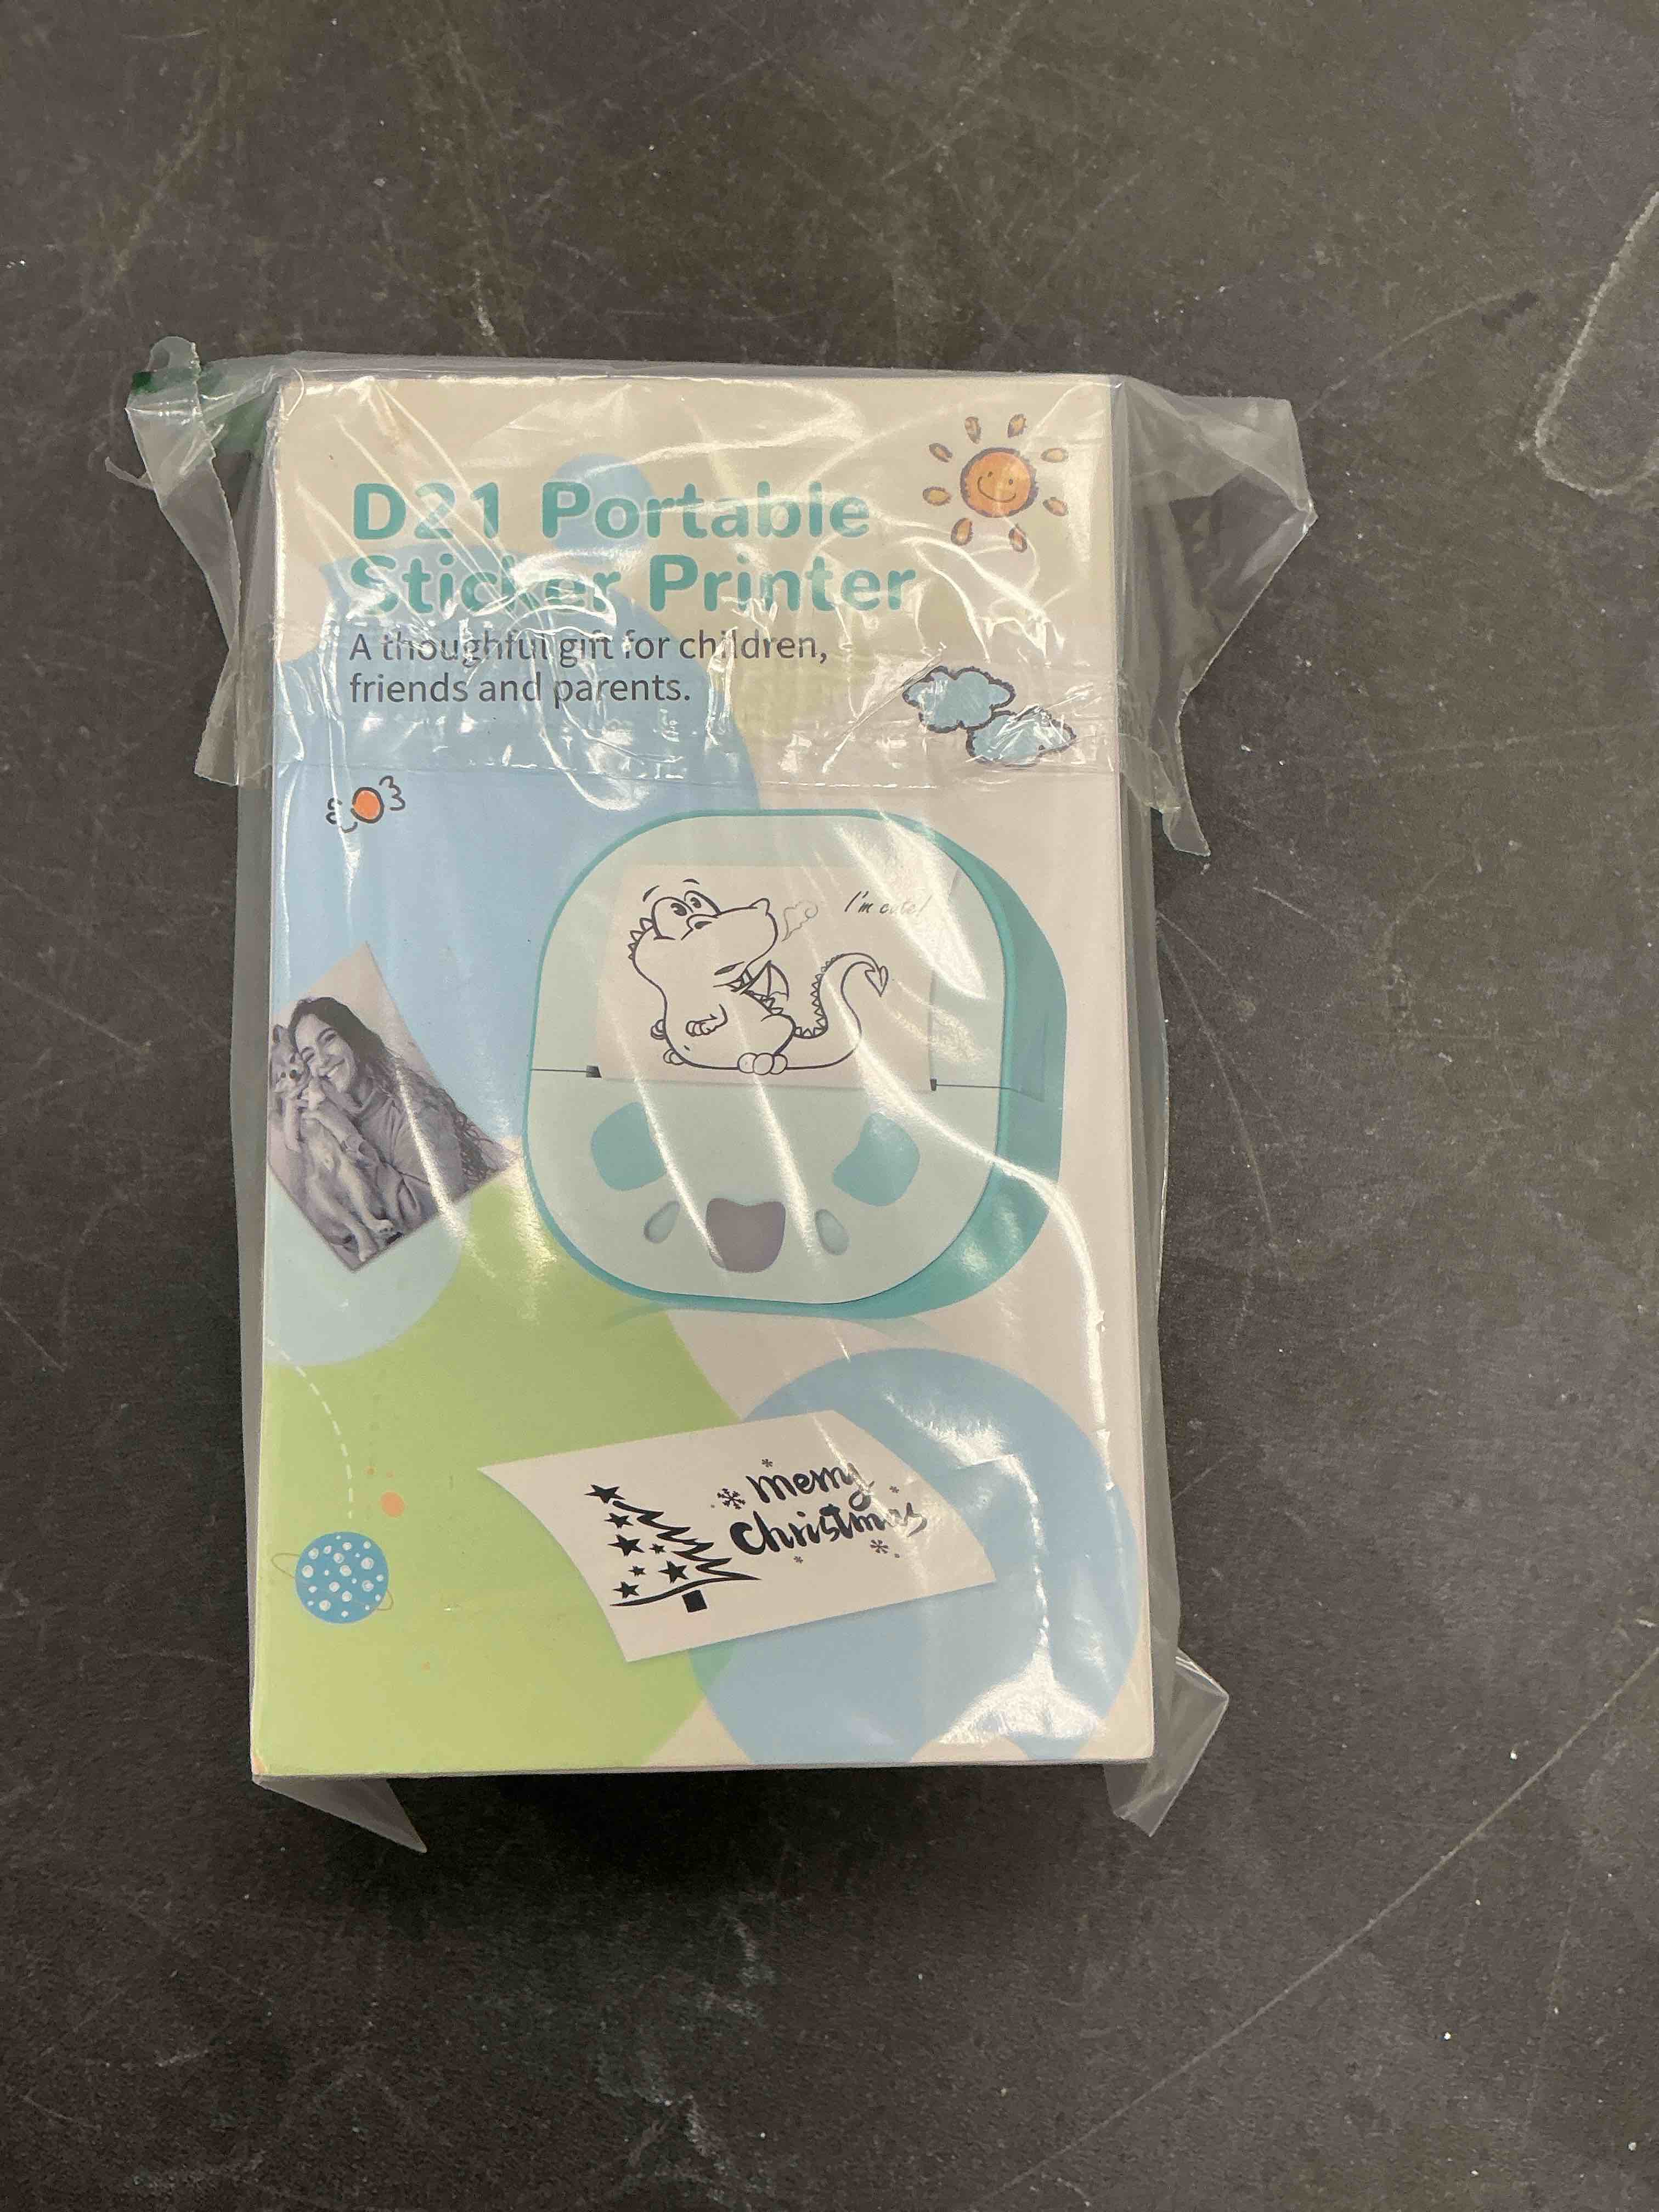 D21 Portable
Sticker Printer
A thoughtful gift for children,
friends and parents.
I'm cute!
merry
Christmas